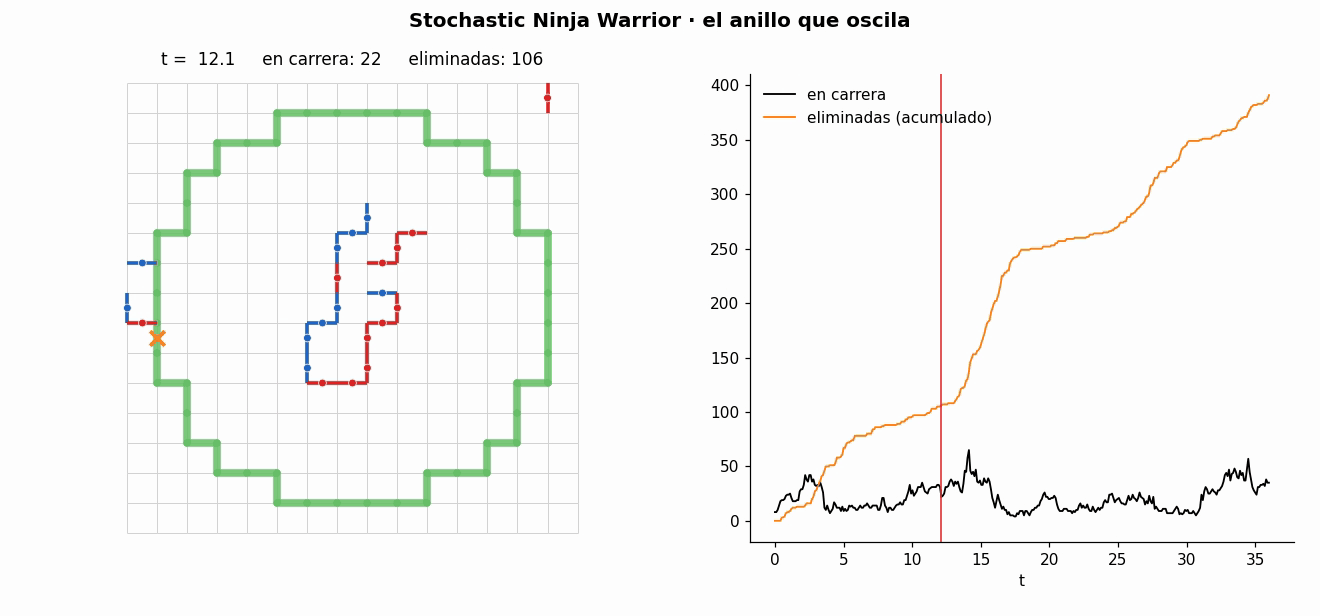 Stochastic Ninja Warrior · el anillo que oscila
t =  12.1     en carrera: 22     eliminadas: 106
en carrera
eliminadas (acumulado)
400
350
300
250
200
150
100
50
0
0 5 10 15 20 25 30 35
t